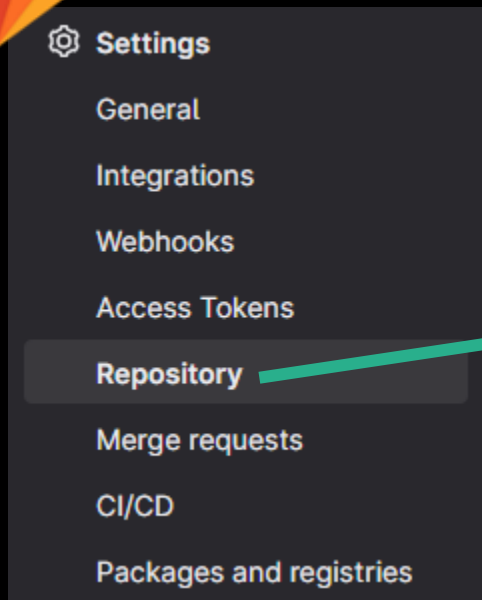 Settings
General
Integrations
Webhooks
Access Tokens
Repository
Merge requests
CI/CD
Packages and registries